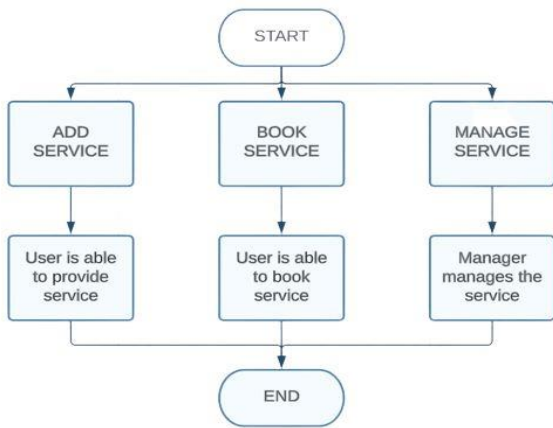 START
ADD
SERVICE
BOOK
SERVICE
MANAGE
SERVICE
User is able
to provide
service
User is able
to book
service
Manager
manages the
service
END